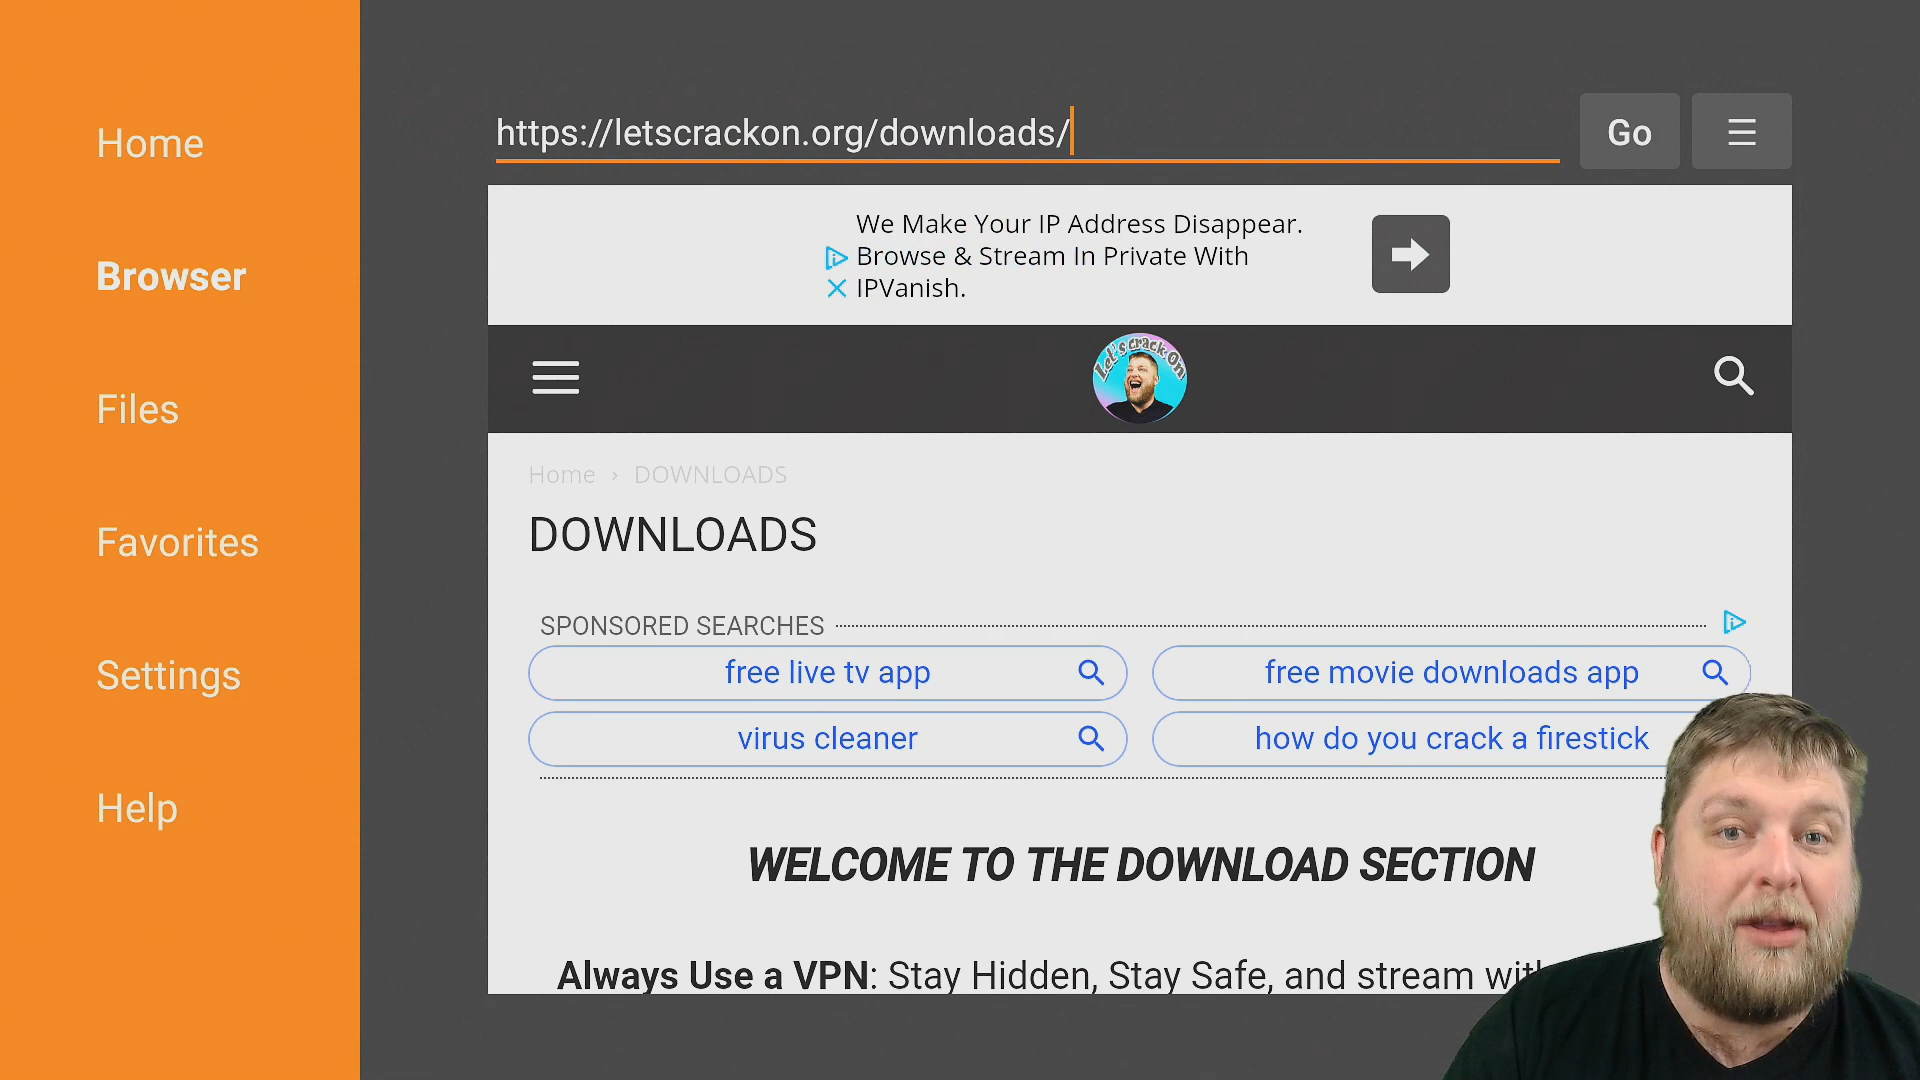 Home
Browser
Files
Favorites
Settings
Help
https://letscrackon.org/downloads/
Go
We Make Your IP Address Disappear.
Browse & Stream In Private With
IPVanish.
Let's crack On
Home › DOWNLOADS
DOWNLOADS
SPONSORED SEARCHES
free live tv app
free movie downloads app
virus cleaner
how do you crack a firestick
WELCOME TO THE DOWNLOAD SECTION
Always Use a VPN: Stay Hidden, Stay Safe, and stream